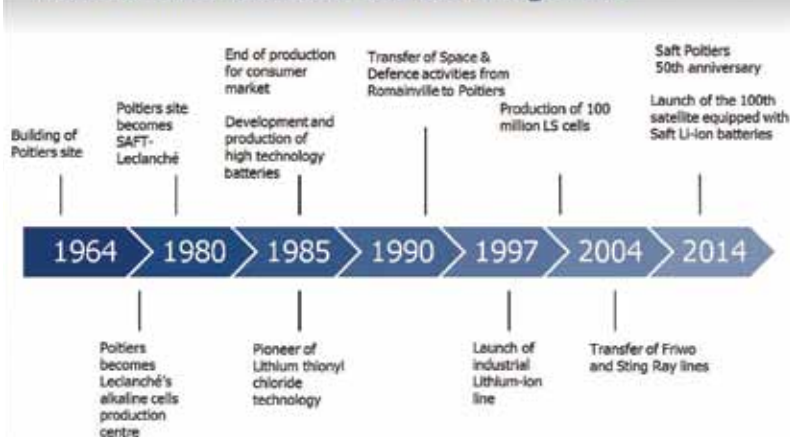 Building of
Poitiers site
Poitiers site
becomes
SAFT-
Leclanché
End of production
for consumer
market
Development and
production of
high technology
batteries
Transfer of Space &
Defence activities from
Romainville to Poitiers
Production of 100
million LS cells
Saft Poitiers
50th anniversary
Launch of the 100th
satellite equipped with
Saft Li-ion batteries
1964
1980
1985
1990
1997
2004
2014
Poitiers
becomes
Leclanché's
alkaline cells
production
centre
Pioneer of
Lithium thionyl
chloride
technology
Launch of
industrial
Lithium-ion
line
Transfer of Friwo
and Sting Ray lines